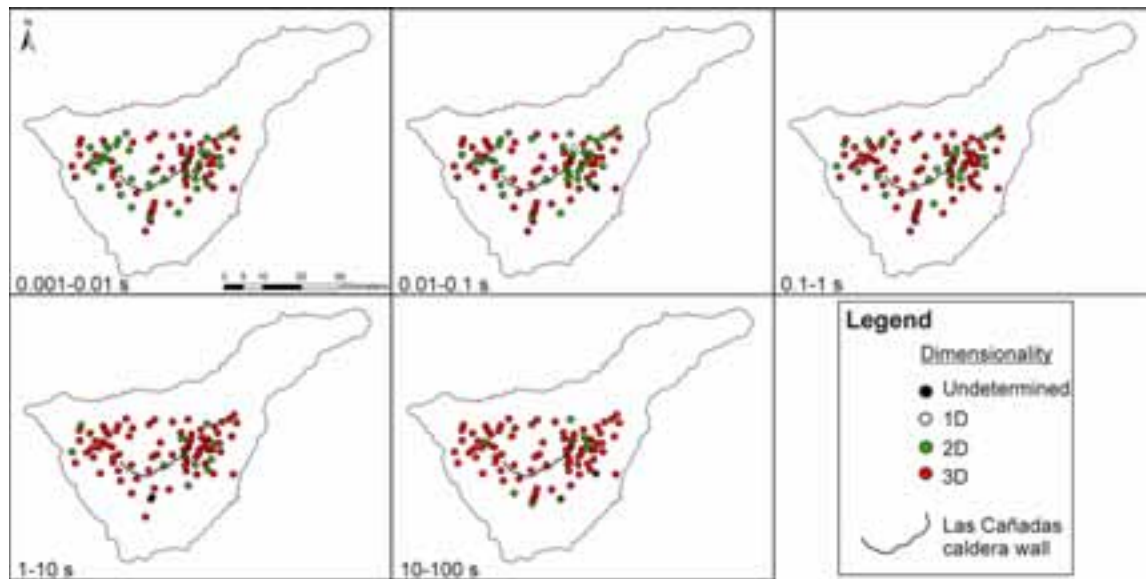 0.001-0.01 s
0.01-0.1 s
0.1-1 s
1-10 s
10-100 s
Legend
Dimensionality
Undetermined
1D
2D
3D
Las Cañadas
caldera wall